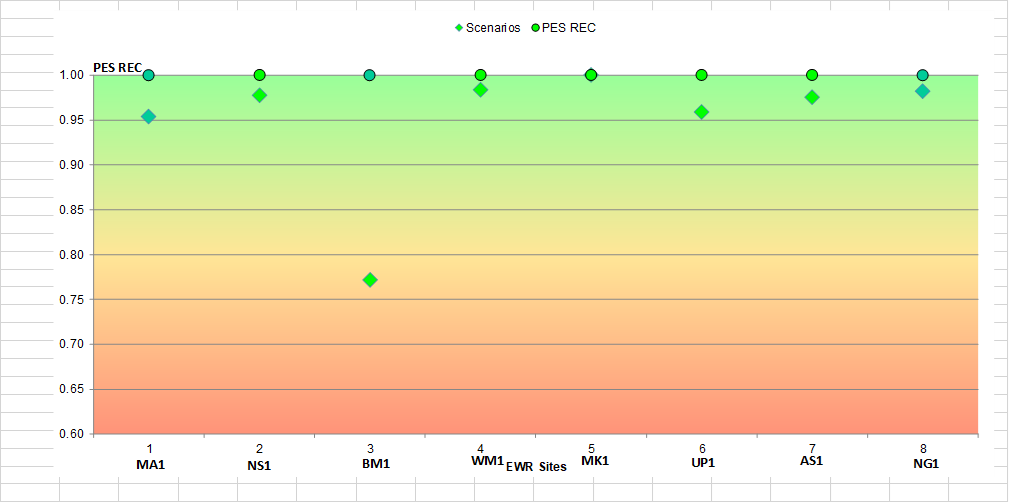 Scenarios PES REC
PES REC
1.00
0.95
0.90
0.85
0.80
0.75
0.70
0.65
0.60
1 2 3 4 5 6 7 8
MA1 NS1 BM1 WM1 EWR Sites MK1 UP1 AS1 NG1